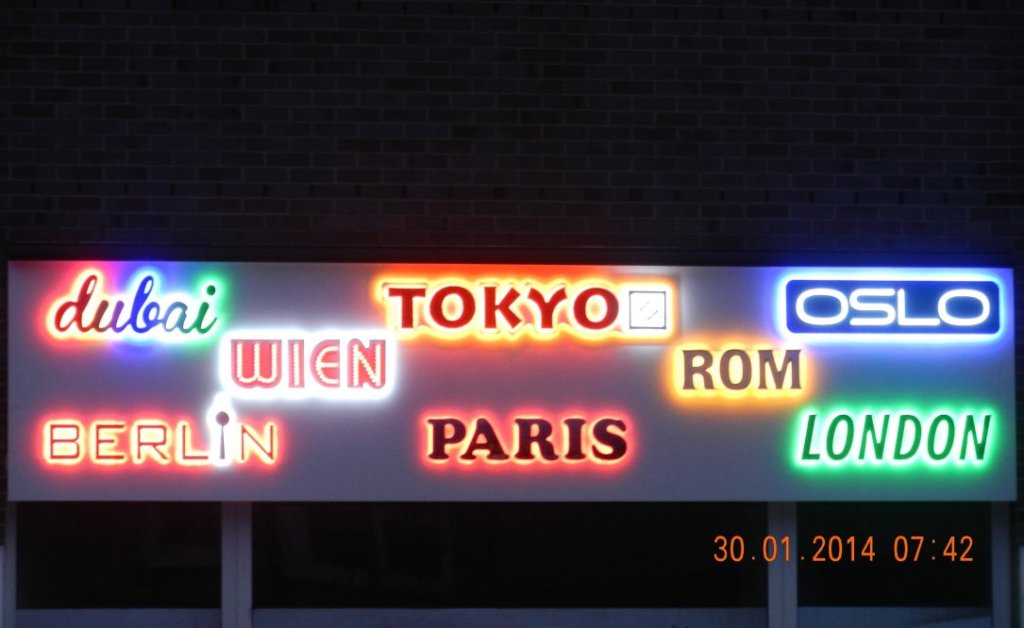 dubai TOKYO OSLO
WIEN ROM
BERLIN PARIS LONDON
30.01.2014 07:42